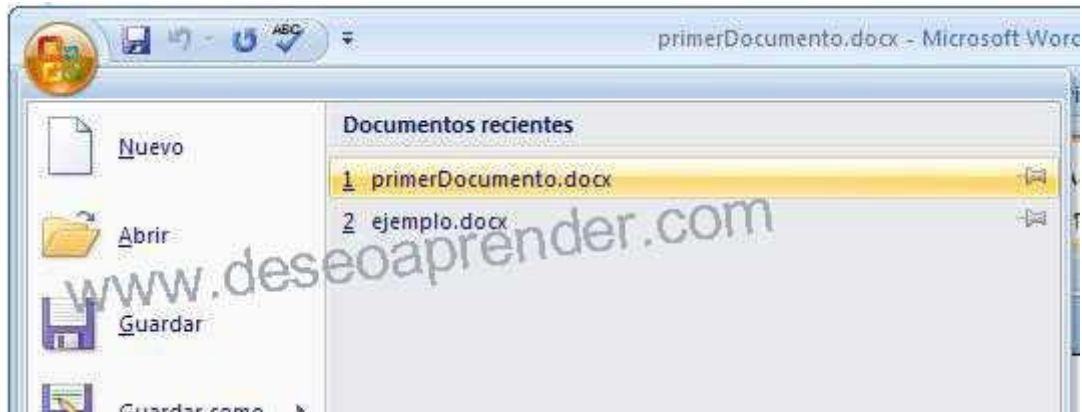 ABC
primerDocumento.docx - Microsoft Word
Nuevo
Abrir
Guardar
Guardar como
Documentos recientes
1 primerDocumento.docx
2 ejemplo.docx
www.deseoaprender.com